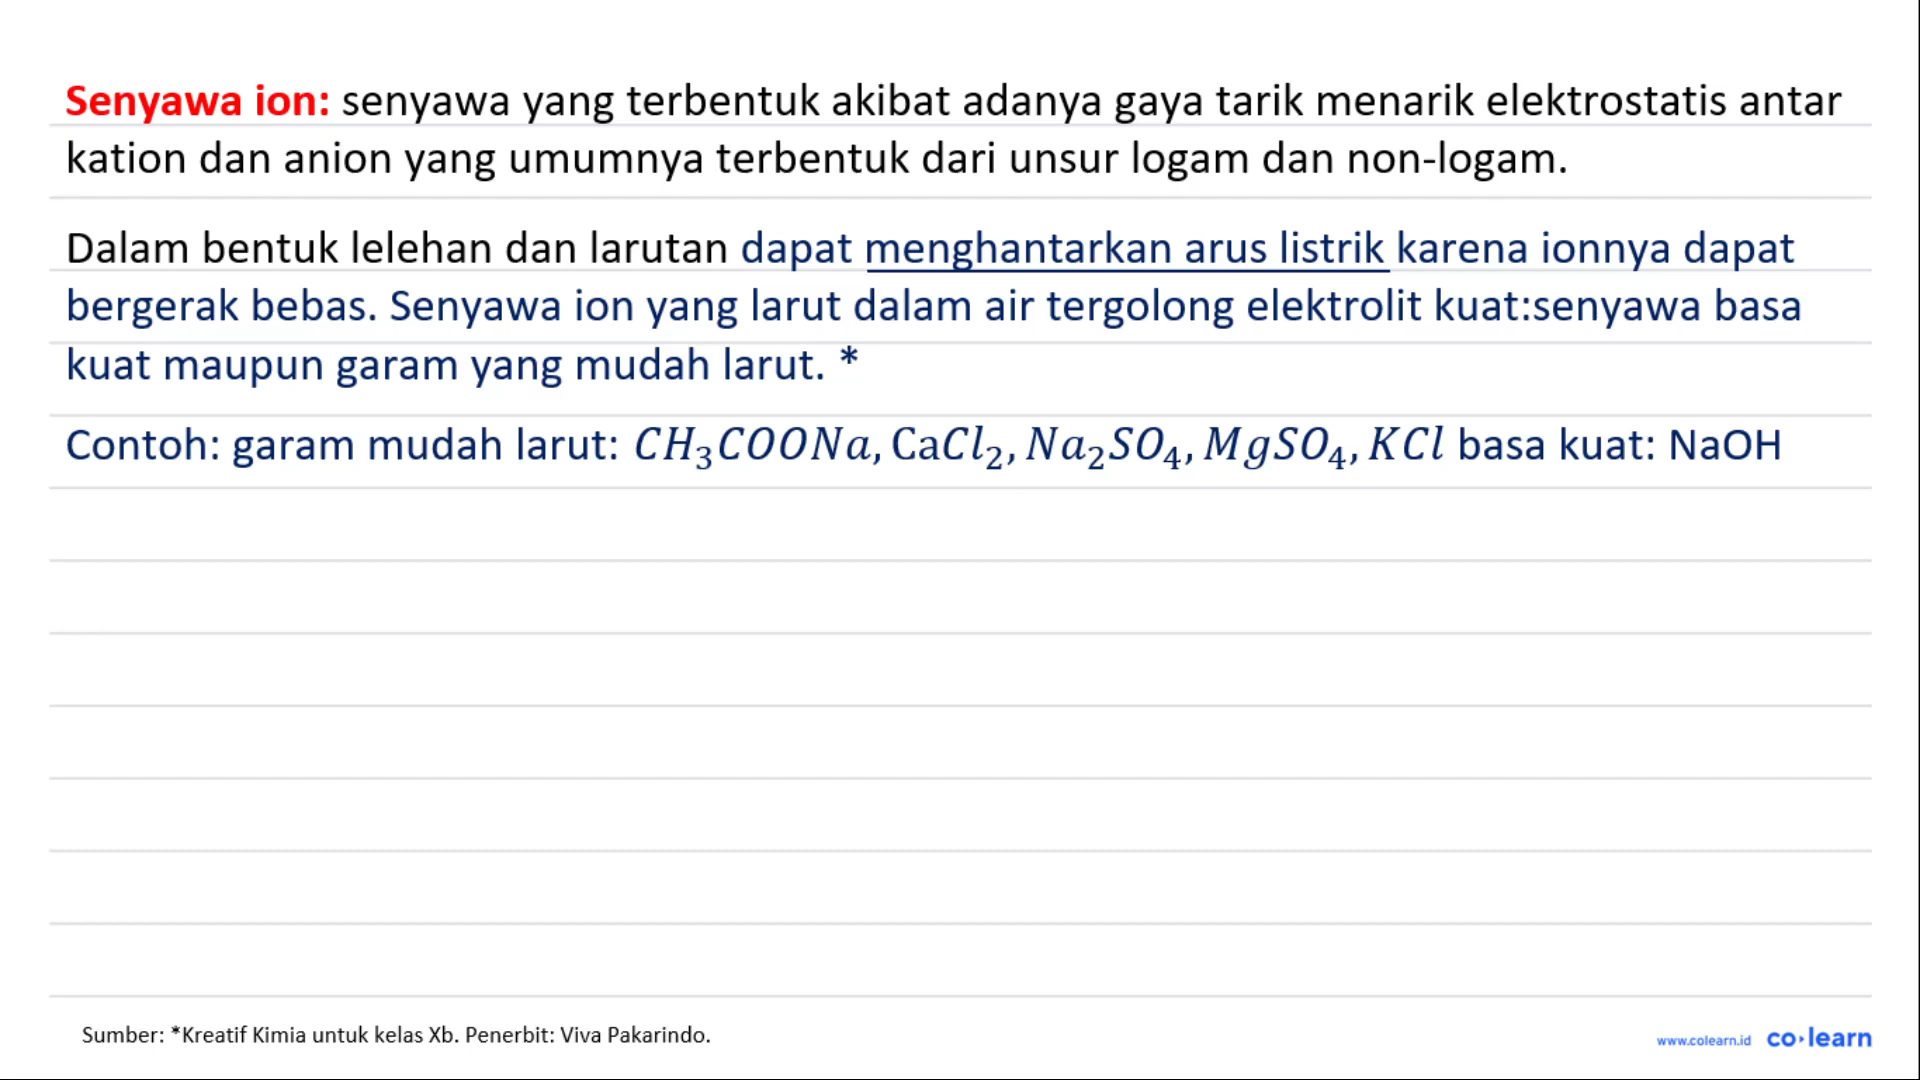 Senyawa ion: senyawa yang terbentuk akibat adanya gaya tarik menarik elektrostatis antar
kation dan anion yang umumnya terbentuk dari unsur logam dan non-logam.
Dalam bentuk lelehan dan larutan dapat menghantarkan arus listrik karena ionnya dapat
bergerak bebas. Senyawa ion yang larut dalam air tergolong elektrolit kuat:senyawa basa
kuat maupun garam yang mudah larut. *
Contoh: garam mudah larut: CH₃COONa, CaCl₂, Na₂SO₄, MgSO₄, KCl basa kuat: NaOH
Sumber: *Kreatif Kimia untuk kelas Xb. Penerbit: Viva Pakarindo.
www.colearn.id co·learn